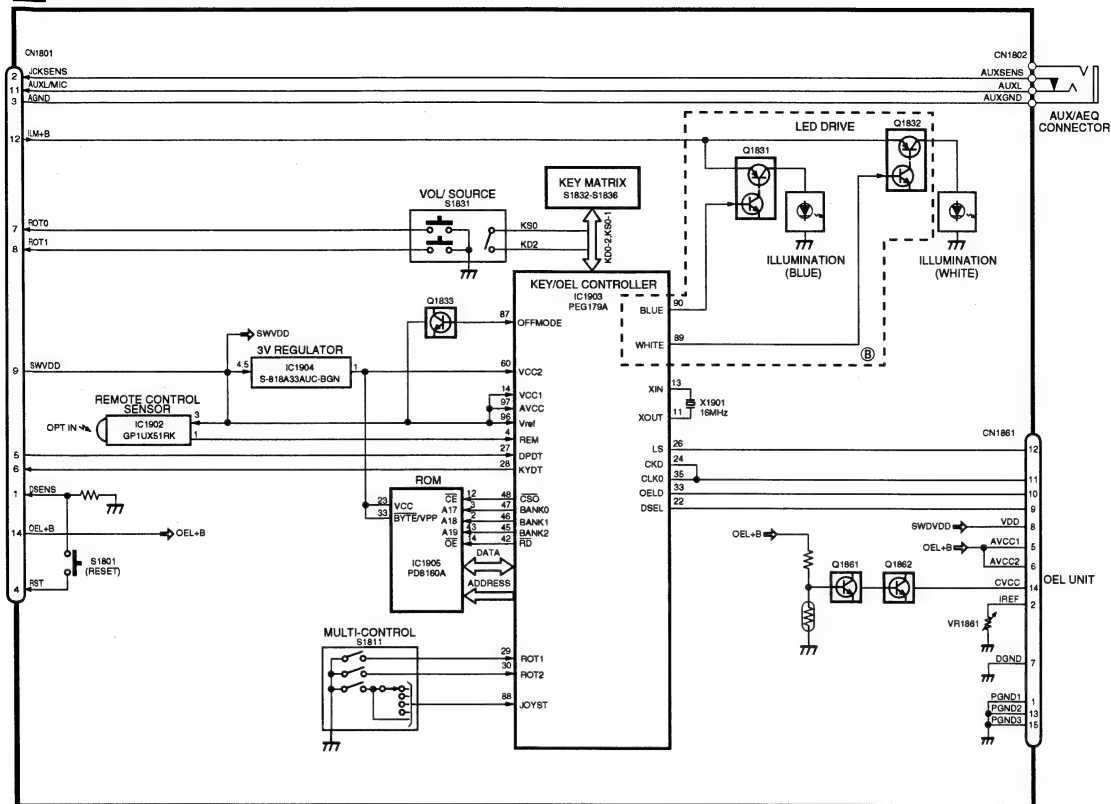 CN1801
CN1802
2 JCKSENS
AUXSENS
11 AUXL/MIC
AUXL
3 AGND
AUXGND
AUX/AEQ
CONNECTOR
12 ILM+B
LED DRIVE
Q1831
Q1832
ILLUMINATION
(BLUE)
ILLUMINATION
(WHITE)
VOL/ SOURCE
S1831
KEY MATRIX
S1832-S1836
7 ROT0
8 ROT1
KS0
KD2
KD0-2,KS0-1
KEY/OEL CONTROLLER
IC1903
PEG179A
BLUE 90
WHITE 89
B
Q1833
87 OFFMODE
SWVDD
3V REGULATOR
9 SWVDD
4,5
IC1904
S-818A33AUC-BGN
1
60 VCC2
14 VCC1
97 AVCC
96 Vref
4 REM
27 DPDT
28 KYDT
XIN 13
XOUT 11
X1901
16MHz
REMOTE CONTROL
SENSOR
OPT IN
IC1902
GP1UX51RK
3
1
5
6
1 DSENS
14 OEL+B
OEL+B
S1801
(RESET)
4 RST
ROM
23 VCC
33 BYTE/VPP
CE 12 48 CSO
A17 3 47 BANK0
A18 2 46 BANK1
A19 43 45 BANK2
OE 14 42 RD
IC1905
PD8160A
DATA
ADDRESS
MULTI-CONTROL
S1811
29 ROT1
30 ROT2
88 JOYST
CN1861
LS 26 12
CKD 24
CLK0 35 11
OELD 33 10
DSEL 22 9
SWDVDD VDD 8
OEL+B
OEL+B AVCC1 5
AVCC2 6
Q1861
Q1862
CVCC 14
IREF 2
VR1861
DGND 7
PGND1 1
PGND2 13
PGND3 15
OEL UNIT